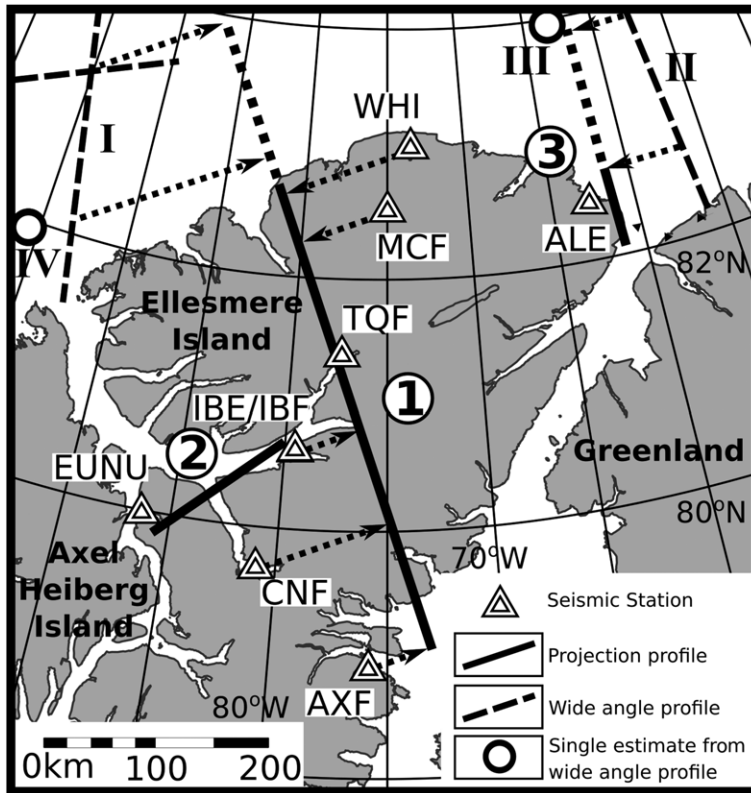 III
II
I
WHI
3
MCF
ALE
IV
82°N
Ellesmere
Island
TQF
1
IBE/IBF
2
Greenland
EUNU
80°N
Axel
Heiberg
Island
70°W
CNF
Seismic Station
Projection profile
80°W
AXF
Wide angle profile
Single estimate from
wide angle profile
0km 100 200